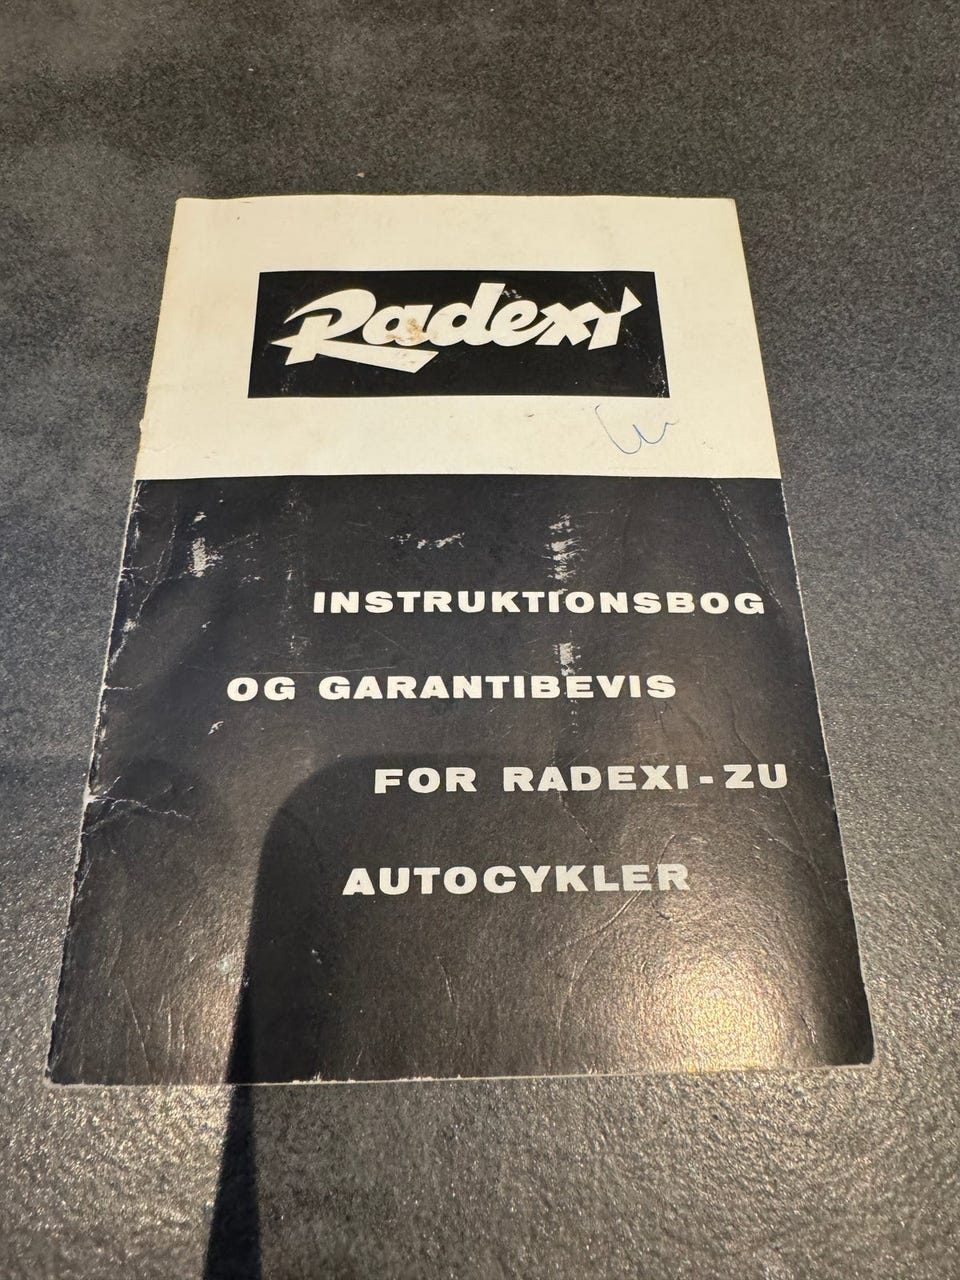 Radexi
INSTRUKTIONSBOG
OG GARANTIBEVIS
FOR RADEXI-ZU
AUTOCYKLER